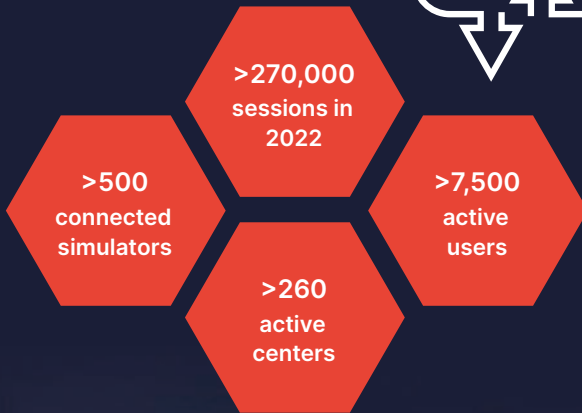 >270,000
sessions in
2022
>500
connected
simulators
>7,500
active
users
>260
active
centers